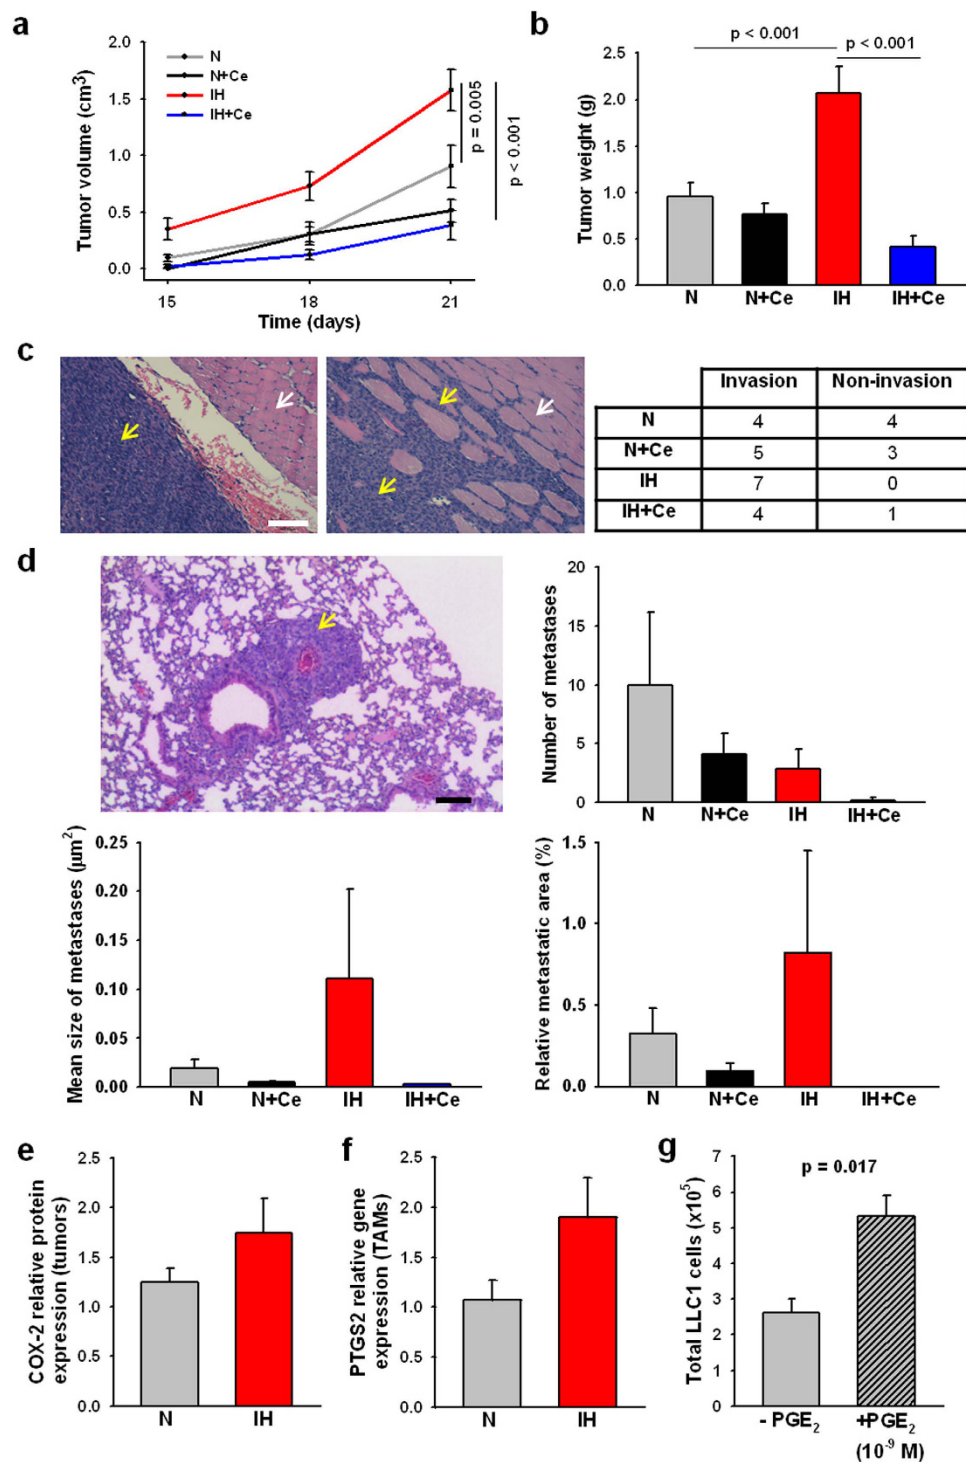 a
Tumor volume (cm³)
2.0
1.5
1.0
0.5
0.0
N
N+Ce
IH
IH+Ce
p = 0.005
p < 0.001
15 18 21
Time (days)
b
Tumor weight (g)
p < 0.001 p < 0.001
2.5
2.0
1.5
1.0
0.5
0.0
N N+Ce IH IH+Ce
c
Invasion Non-invasion
N 4 4
N+Ce 5 3
IH 7 0
IH+Ce 4 1
d
Number of metastases
20
15
10
5
0
N N+Ce IH IH+Ce
Mean size of metastases (µm²)
0.25
0.20
0.15
0.10
0.05
0.00
N N+Ce IH IH+Ce
Relative metastatic area (%)
1.5
1.0
0.5
0.0
N N+Ce IH IH+Ce
e
COX-2 relative protein
expression (tumors)
2.5
2.0
1.5
1.0
0.5
0.0
N IH
f
PTGS2 relative gene
expression (TAMs)
2.5
2.0
1.5
1.0
0.5
0.0
N IH
g
Total LLC1 cells (x10⁵)
p = 0.017
7
6
5
4
3
2
1
0
- PGE₂ +PGE₂
(10⁻⁹ M)